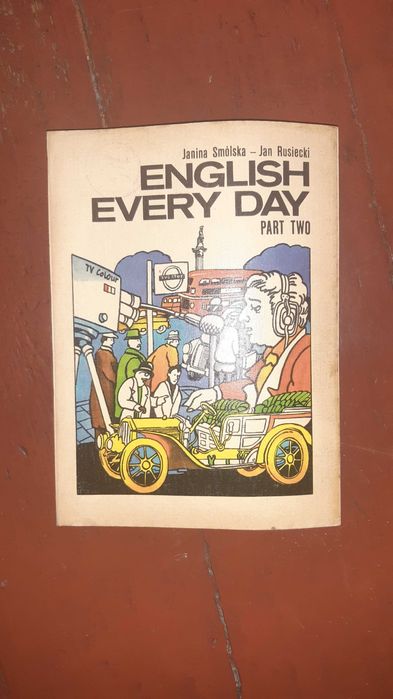 Janina Smólska – Jan Rusiecki
ENGLISH
EVERY DAY
PART TWO
TV COLOUR